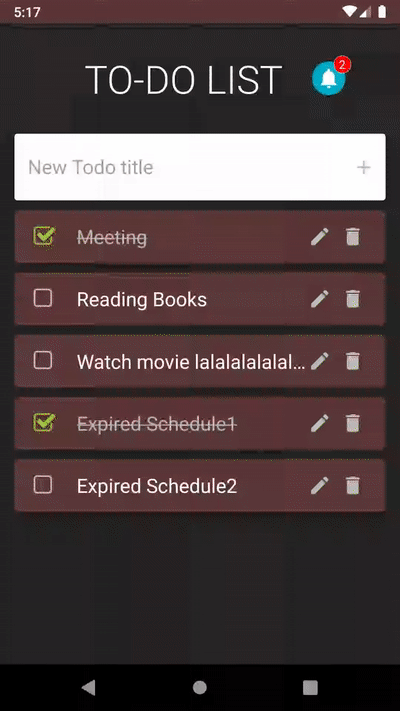 5:17
TO-DO LIST
2
New Todo title
Meeting
Reading Books
Watch movie lalalalalalal...
Expired Schedule1
Expired Schedule2